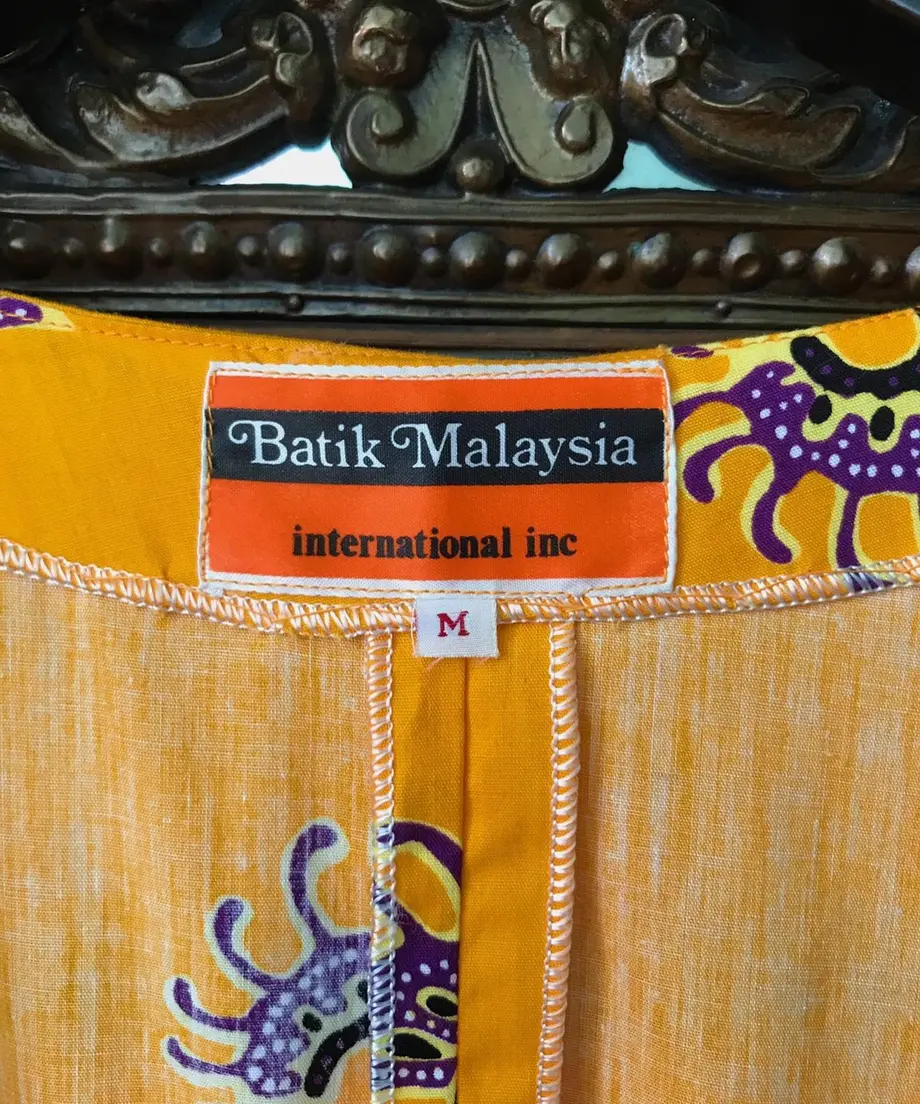 Batik Malaysia
international inc
M